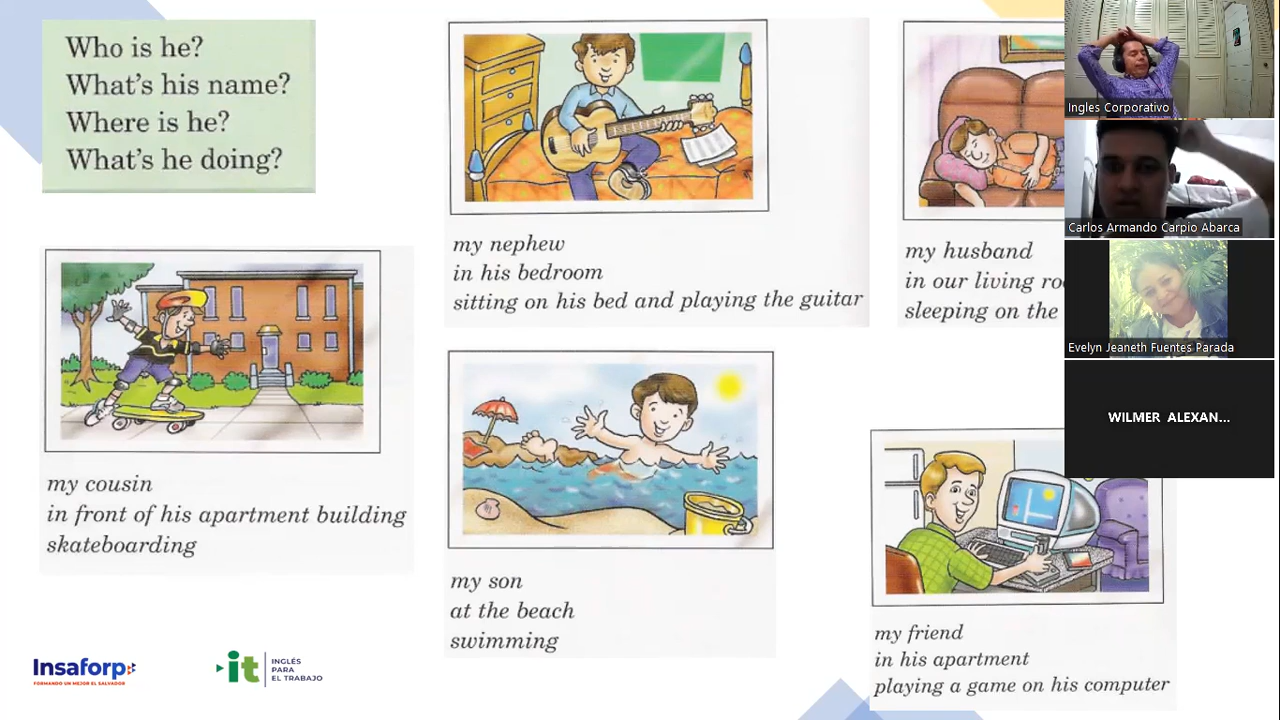 Who is he?
What's his name?
Where is he?
What's he doing?
my nephew
in his bedroom
sitting on his bed and playing the guitar
my husband
in our living
sleeping on the
my cousin
in front of his apartment building
skateboarding
my son
at the beach
swimming
my friend
in his apartment
playing a game on his computer
Insaforp
FORMANDO UN MEJOR EL SALVADOR
it
INGLÉS
PARA
EL TRABAJO
Ingles Corporativo
Carlos Armando Carpio Abarca
Evelyn Jeaneth Fuentes Parada
WILMER ALEXAN...